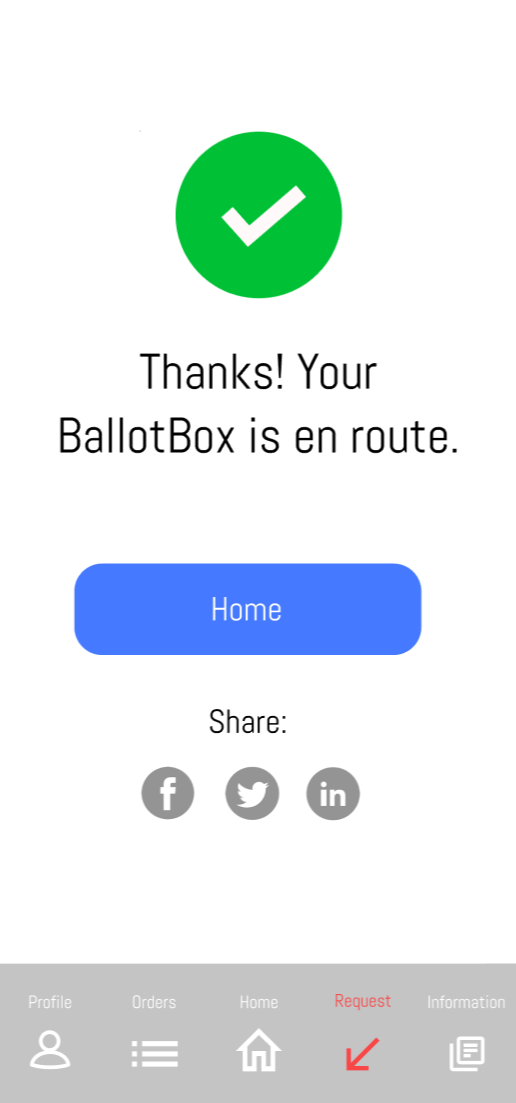 Thanks! Your
BallotBox is en route.
Home
Share:
f in
Profile Orders Home Request Information